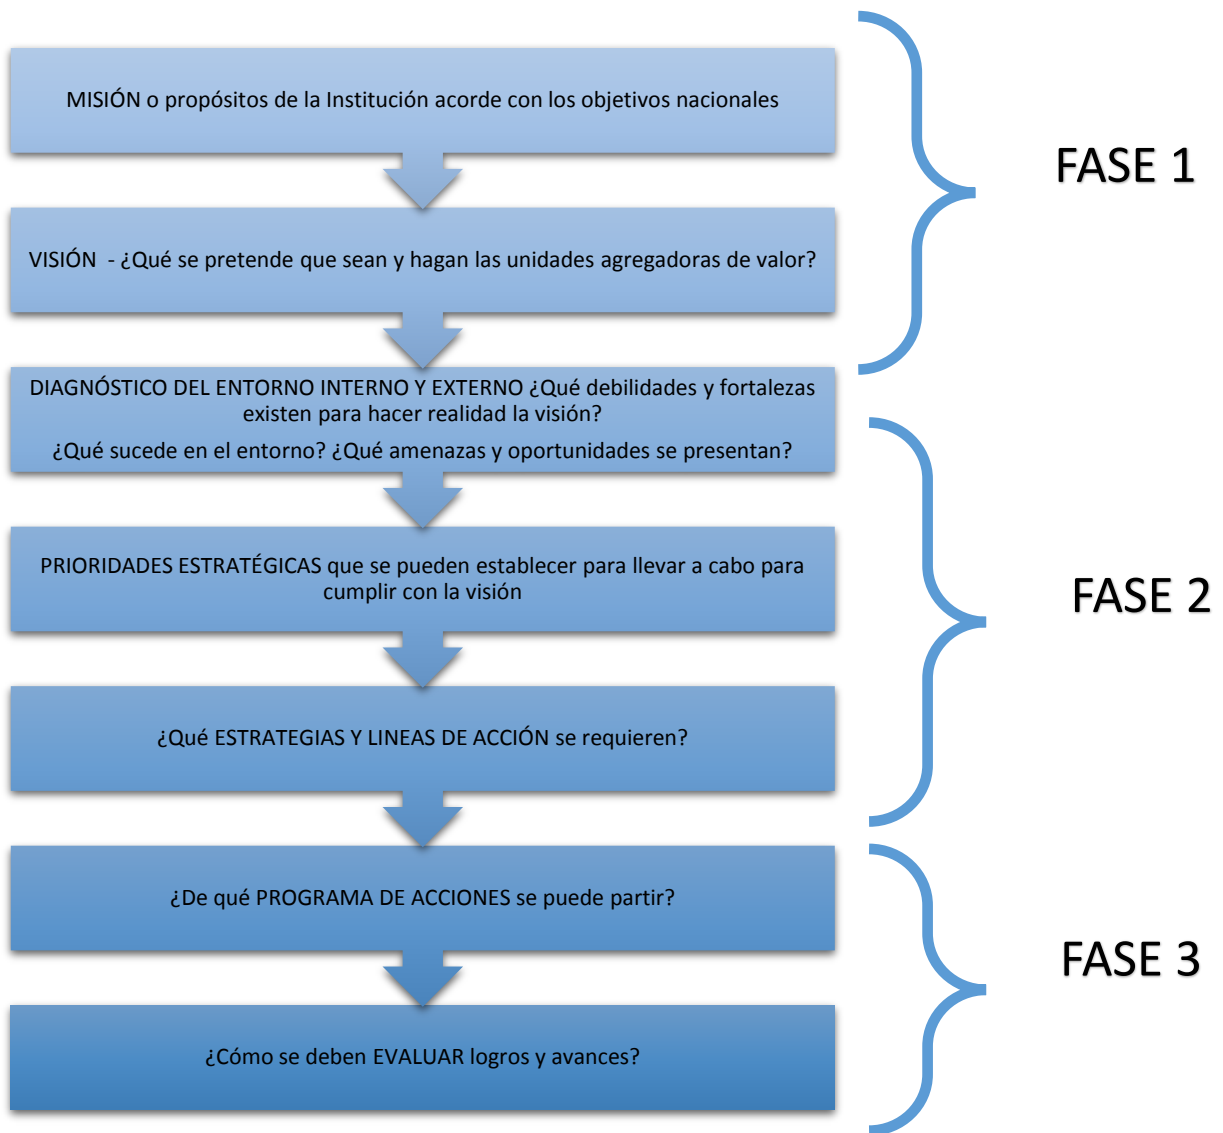 MISIÓN o propósitos de la Institución acorde con los objetivos nacionales
FASE 1
VISIÓN - ¿Qué se pretende que sean y hagan las unidades agregadoras de valor?
DIAGNÓSTICO DEL ENTORNO INTERNO Y EXTERNO ¿Qué debilidades y fortalezas
existen para hacer realidad la visión?
¿Qué sucede en el entorno? ¿Qué amenazas y oportunidades se presentan?
PRIORIDADES ESTRATÉGICAS que se pueden establecer para llevar a cabo para
cumplir con la visión
FASE 2
¿Qué ESTRATEGIAS Y LINEAS DE ACCIÓN se requieren?
¿De qué PROGRAMA DE ACCIONES se puede partir?
FASE 3
¿Cómo se deben EVALUAR logros y avances?